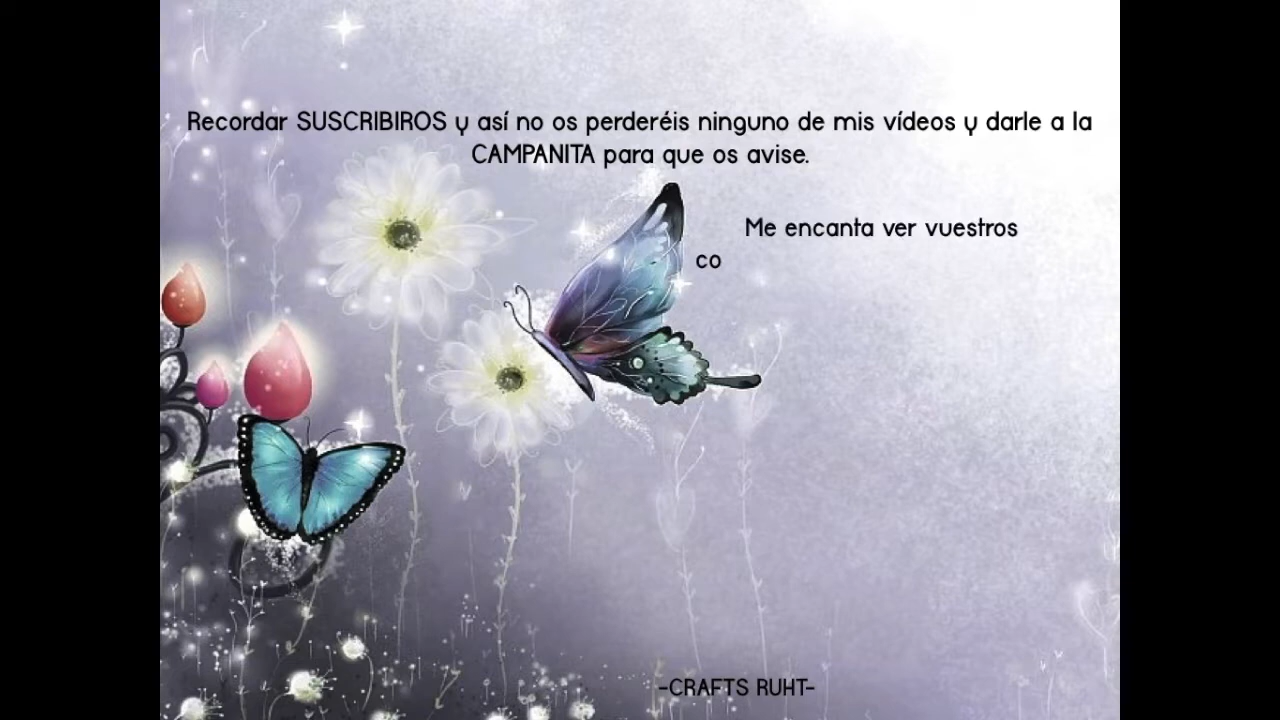 Recordar SUSCRIBIROS y así no os perderéis ninguno de mis vídeos y darle a la
CAMPANITA para que os avise.
Me encanta ver vuestros
co
-CRAFTS RUHT-